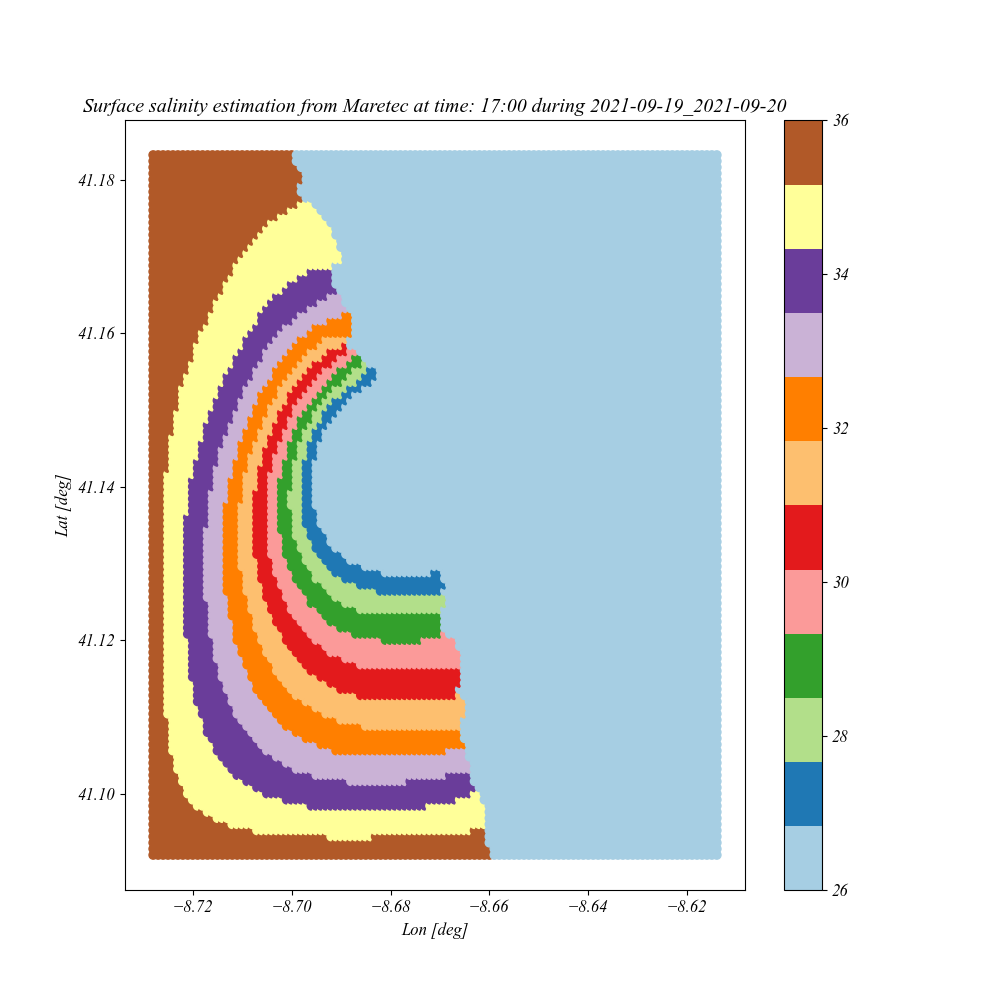 Surface salinity estimation from Maretec at time: 17:00 during 2021-09-19_2021-09-20
36
34
32
30
28
26
41.18
41.16
41.14
41.12
41.10
Lat [deg]
−8.72 −8.70 −8.68 −8.66 −8.64 −8.62
Lon [deg]